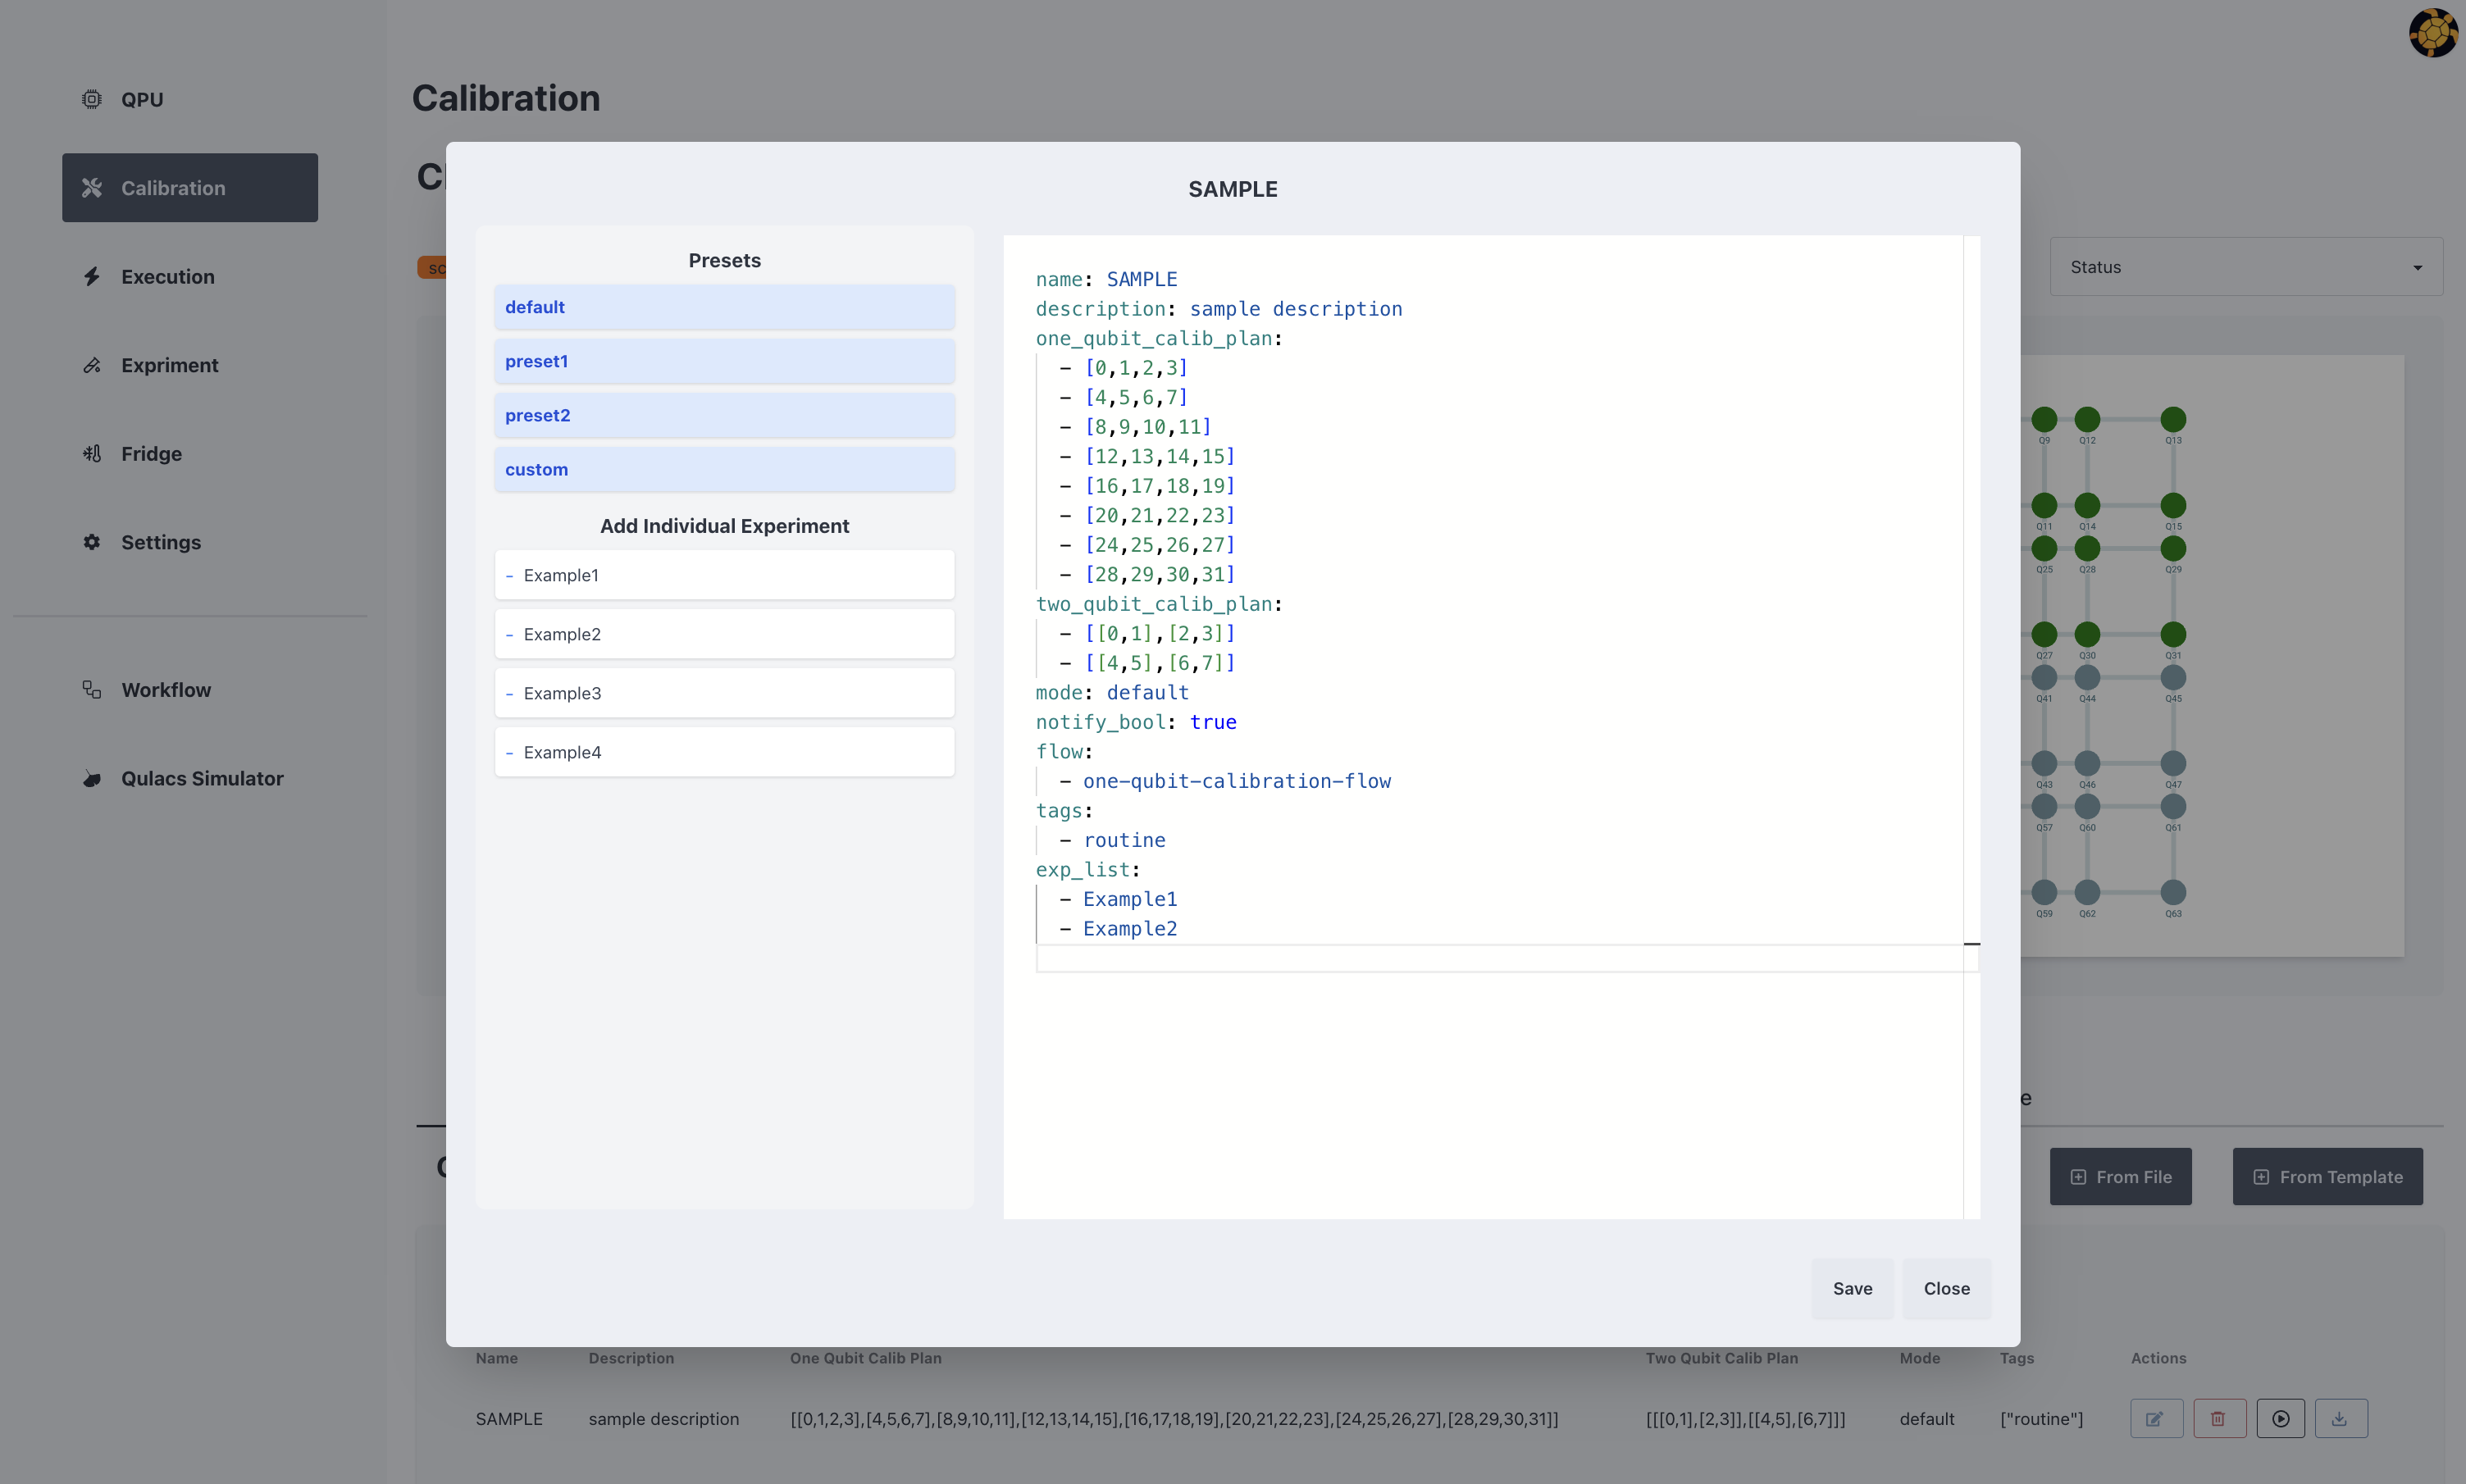 QPU
Calibration
Execution
Expriment
Fridge
Settings
Workflow
Qulacs Simulator
Calibration
Status
SAMPLE
Presets
default
preset1
preset2
custom
Add Individual Experiment
- Example1
- Example2
- Example3
- Example4
name: SAMPLE
description: sample description
one_qubit_calib_plan:
- [0,1,2,3]
- [4,5,6,7]
- [8,9,10,11]
- [12,13,14,15]
- [16,17,18,19]
- [20,21,22,23]
- [24,25,26,27]
- [28,29,30,31]
two_qubit_calib_plan:
- [[0,1],[2,3]]
- [[4,5],[6,7]]
mode: default
notify_bool: true
flow:
- one-qubit-calibration-flow
tags:
- routine
exp_list:
- Example1
- Example2
Save Close
Q9 Q12 Q13
Q11 Q14 Q15
Q25 Q28 Q29
Q27 Q30 Q31
Q41 Q44 Q45
Q43 Q46 Q47
Q57 Q60 Q61
Q59 Q62 Q63
From File From Template
Name Description One Qubit Calib Plan Two Qubit Calib Plan Mode Tags Actions
SAMPLE sample description [[0,1,2,3],[4,5,6,7],[8,9,10,11],[12,13,14,15],[16,17,18,19],[20,21,22,23],[24,25,26,27],[28,29,30,31]] [[[0,1],[2,3]],[[4,5],[6,7]]] default ["routine"]